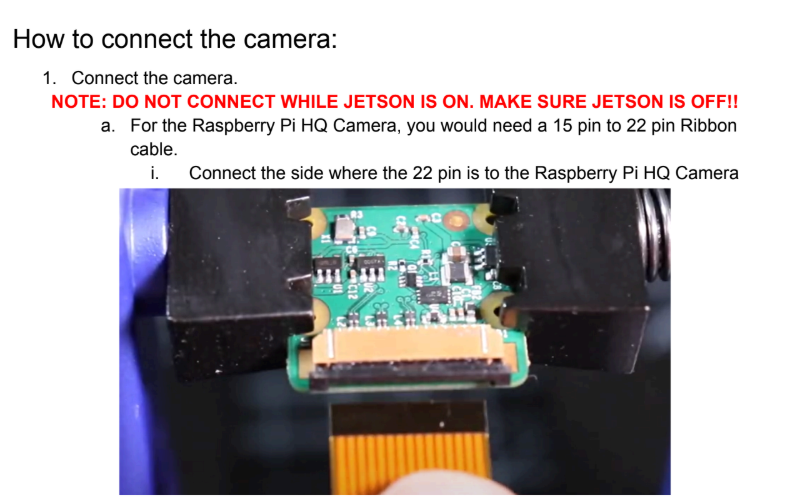 How to connect the camera:
1. Connect the camera.
NOTE: DO NOT CONNECT WHILE JETSON IS ON. MAKE SURE JETSON IS OFF!!
a. For the Raspberry Pi HQ Camera, you would need a 15 pin to 22 pin Ribbon
cable.
i. Connect the side where the 22 pin is to the Raspberry Pi HQ Camera